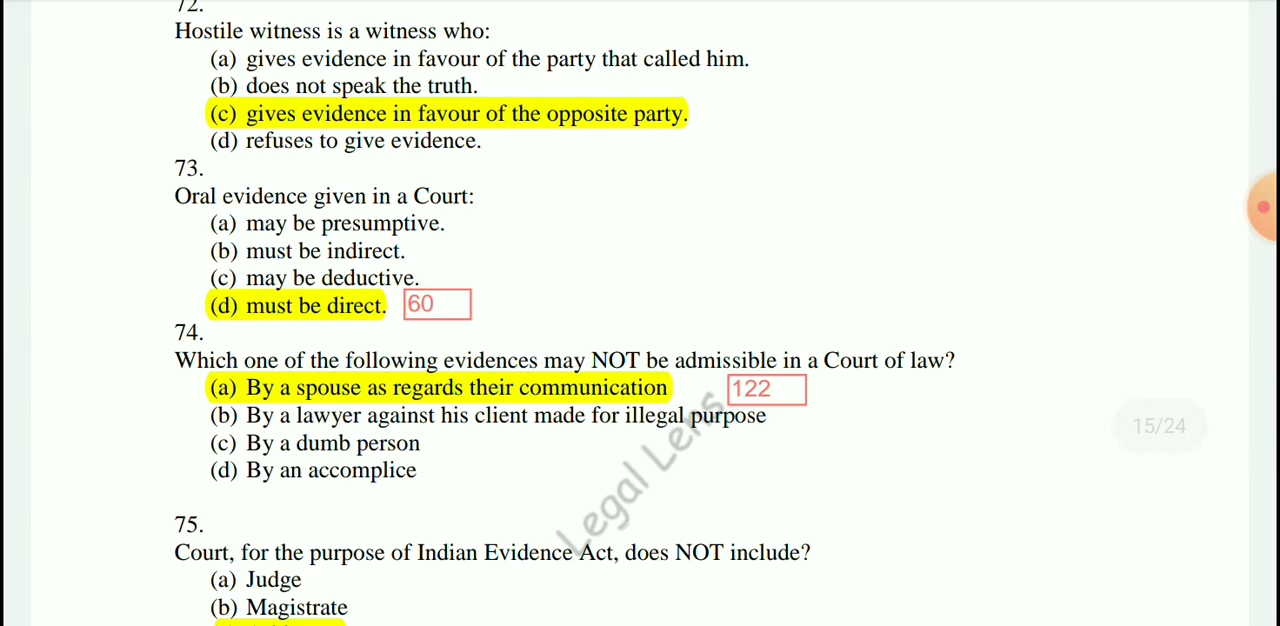 72.
Hostile witness is a witness who:
(a) gives evidence in favour of the party that called him.
(b) does not speak the truth.
(c) gives evidence in favour of the opposite party.
(d) refuses to give evidence.
73.
Oral evidence given in a Court:
(a) may be presumptive.
(b) must be indirect.
(c) may be deductive.
(d) must be direct. 60
74.
Which one of the following evidences may NOT be admissible in a Court of law?
(a) By a spouse as regards their communication 122
(b) By a lawyer against his client made for illegal purpose
(c) By a dumb person
(d) By an accomplice
15/24
Legal Lens
75.
Court, for the purpose of Indian Evidence Act, does NOT include?
(a) Judge
(b) Magistrate